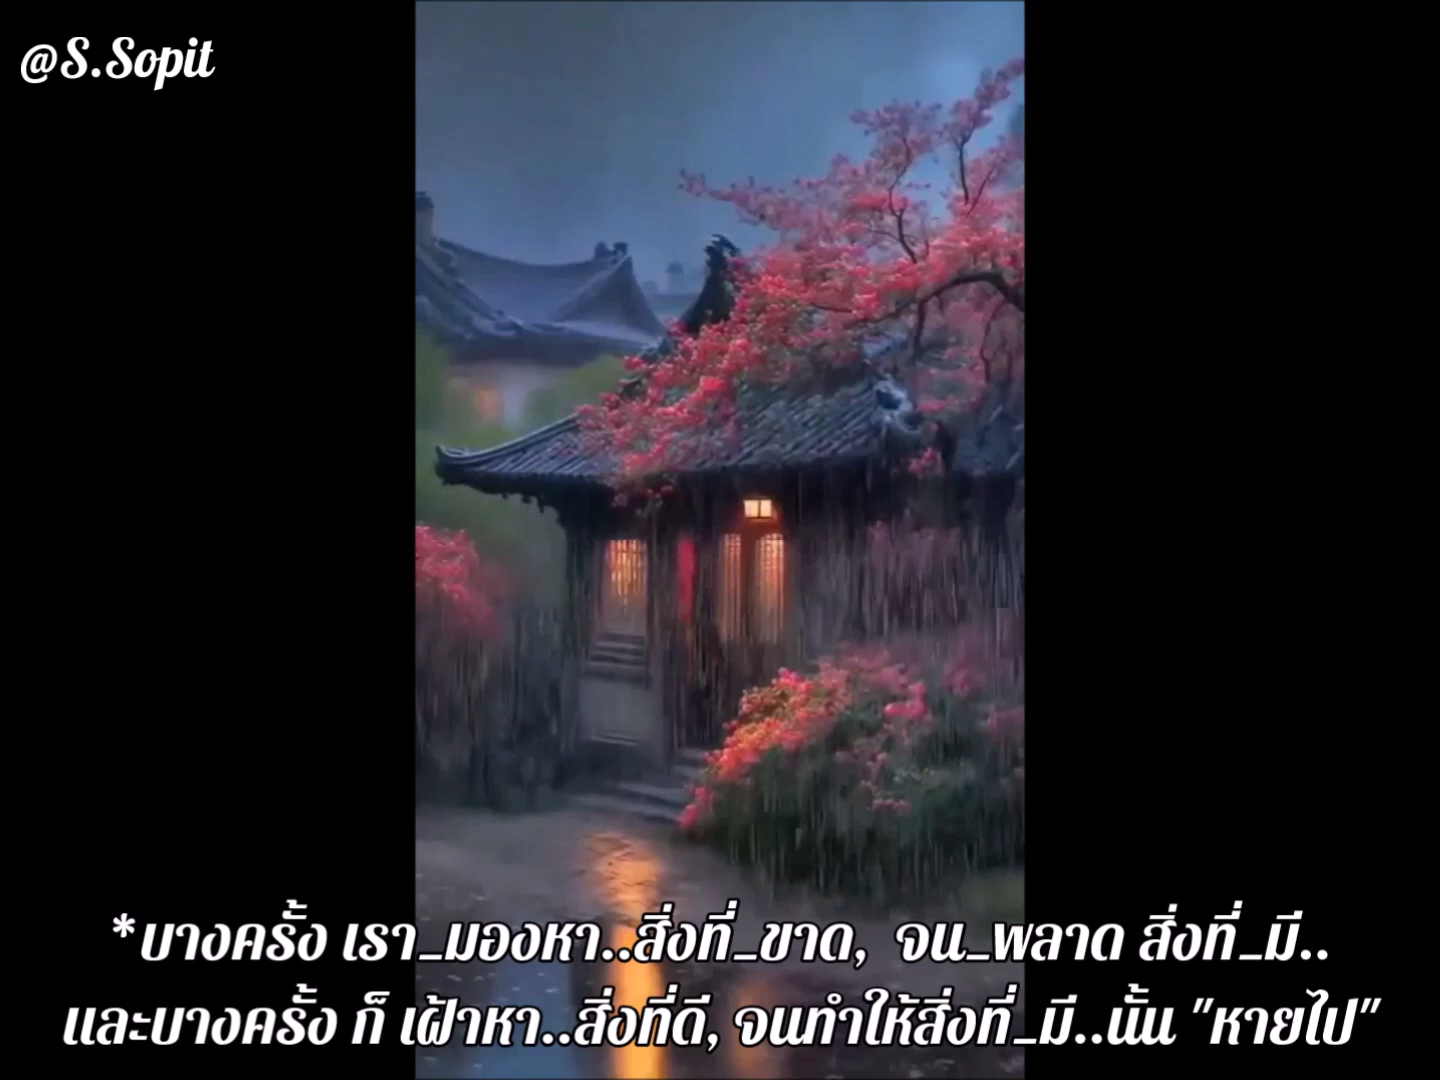 @S.Sopit
*บางครั้ง เรา_มองหา..สิ่งที่_ขาด, จน_พลาด สิ่งที่_มี..
และบางครั้ง ก็ เฝ้าหา..สิ่งที่ดี, จนทำให้สิ่งที่_มี..นั้น "หายไป"